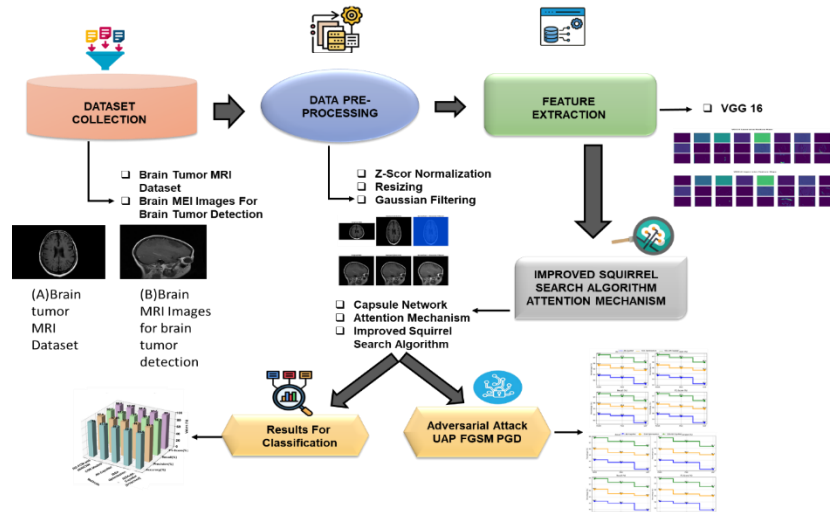 DATASET
COLLECTION
DATA PRE-
PROCESSING
FEATURE
EXTRACTION
❑ VGG 16
❑ Brain Tumor MRI
Dataset
❑ Brain MEI Images For
Brain Tumor Detection
❑ Z-Scor Normalization
❑ Resizing
❑ Gaussian Filtering
(A)Brain
tumor
MRI
Dataset
(B)Brain
MRI Images
for brain
tumor
detection
IMPROVED SQUIRREL
SEARCH ALGORITHM
ATTENTION MECHANISM
❑ Capsule Network
❑ Attention Mechanism
❑ Improved Squirrel
Search Algorithm
Results For
Classification
Adversarial Attack
UAP FGSM PGD